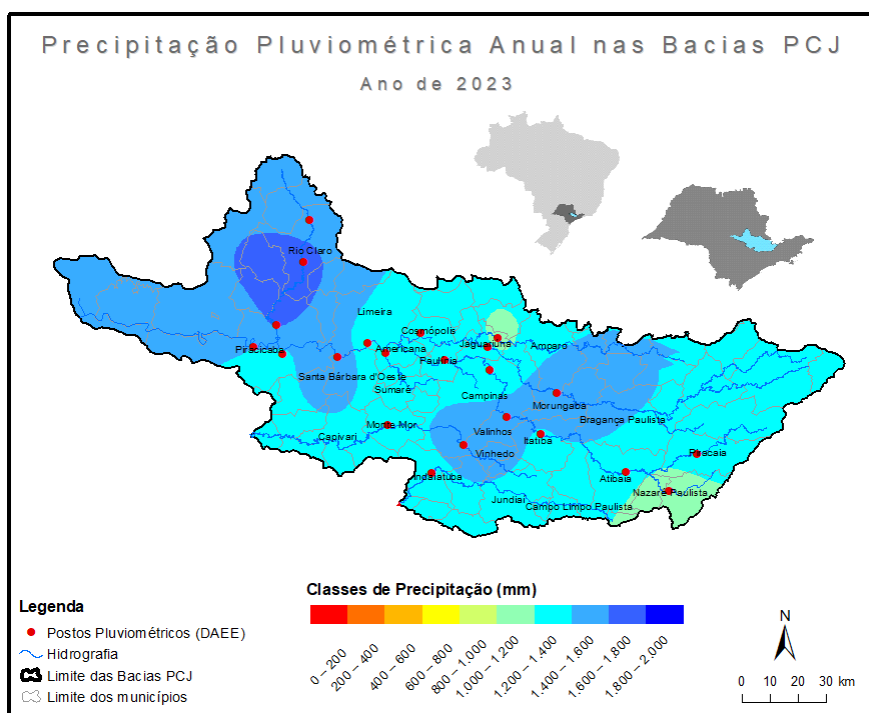 Precipitação Pluviométrica Anual nas Bacias PCJ
Ano de 2023
Rio Claro
Limeira
Cosmópolis
Piracicaba
Americana
Jaguariúna
Amparo
Paulínia
Santa Bárbara d'Oeste
Sumaré
Campinas
Morungaba
Bragança Paulista
Capivari
Monte Mor
Valinhos
Itatiba
Vinhedo
Piracaia
Indaiatuba
Atibaia
Nazaré Paulista
Jundiaí
Campo Limpo Paulista
Classes de Precipitação (mm)
0 – 200
200 – 400
400 – 600
600 – 800
800 – 1.000
1.000 – 1.200
1.200 – 1.400
1.400 – 1.600
1.600 – 1.800
1.800 – 2.000
Legenda
Postos Pluviométricos (DAEE)
Hidrografia
Limite das Bacias PCJ
Limite dos municípios
N
0 10 20 30 km